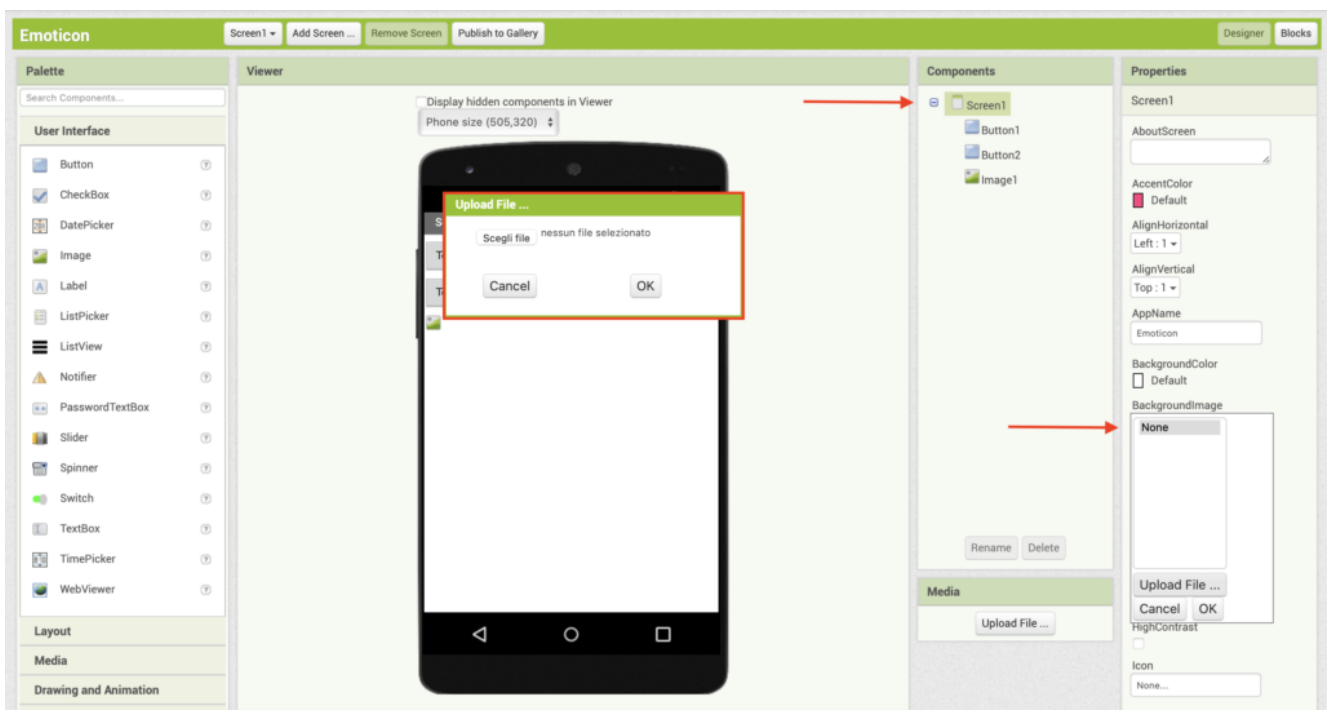 Emoticon
Screen1
Add Screen ...
Remove Screen
Publish to Gallery
Designer
Blocks
Palette
Search Components...
User Interface
Button
CheckBox
DatePicker
Image
Label
ListPicker
ListView
Notifier
PasswordTextBox
Slider
Spinner
Switch
TextBox
TimePicker
WebViewer
Layout
Media
Drawing and Animation
Viewer
Display hidden components in Viewer
Phone size (505,320)
Upload File ...
Scegli file nessun file selezionato
Cancel OK
Components
Screen1
Button1
Button2
Image1
Rename Delete
Media
Upload File ...
Properties
Screen1
AboutScreen
AccentColor
Default
AlignHorizontal
Left : 1
AlignVertical
Top : 1
AppName
Emoticon
BackgroundColor
Default
BackgroundImage
None
Upload File ...
Cancel OK
HighContrast
Icon
None...